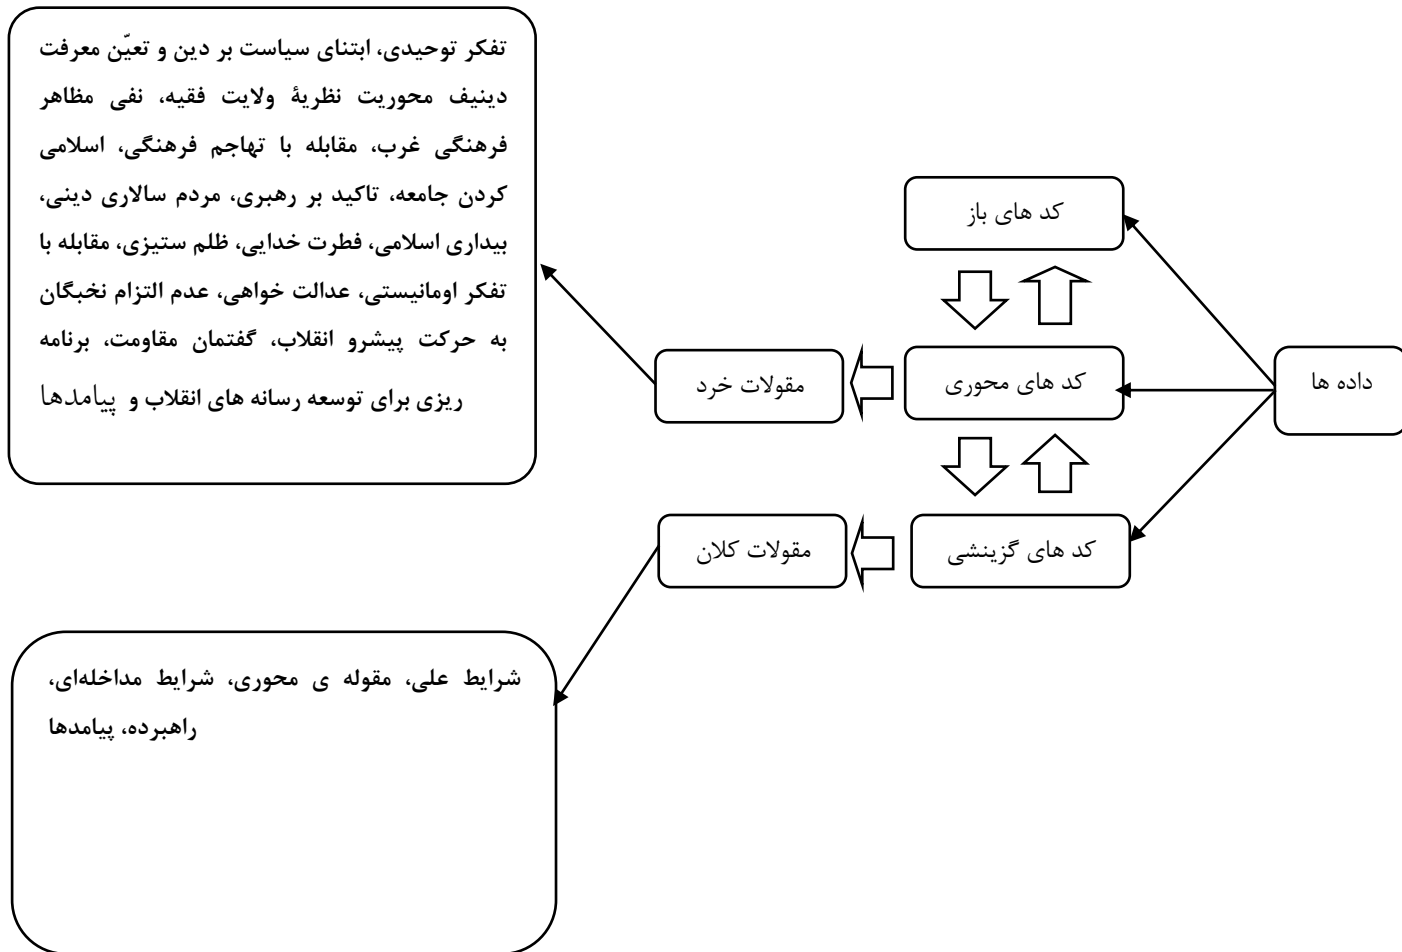 تفکر توحیدی، ابتنای سیاست بر دین و تعیّن معرفت
دینیف محوریت نظریۀ ولایت فقیه، نفی مظاهر
فرهنگی غرب، مقابله با تهاجم فرهنگی، اسلامی
کردن جامعه، تاکید بر رهبری، مردم سالاری دینی،
بیداری اسلامی، فطرت خدایی، ظلم ستیزی، مقابله با
تفکر اومانیستی، عدالت خواهی، عدم التزام نخبگان
به حرکت پیشرو انقلاب، گفتمان مقاومت، برنامه
ریزی برای توسعه رسانه های انقلاب و پیامدها
کد های باز
داده ها
کد های محوری
مقولات خرد
کد های گزینشی
مقولات کلان
شرایط علی، مقوله ی محوری، شرایط مداخله‌ای،
راهبرده، پیامدها